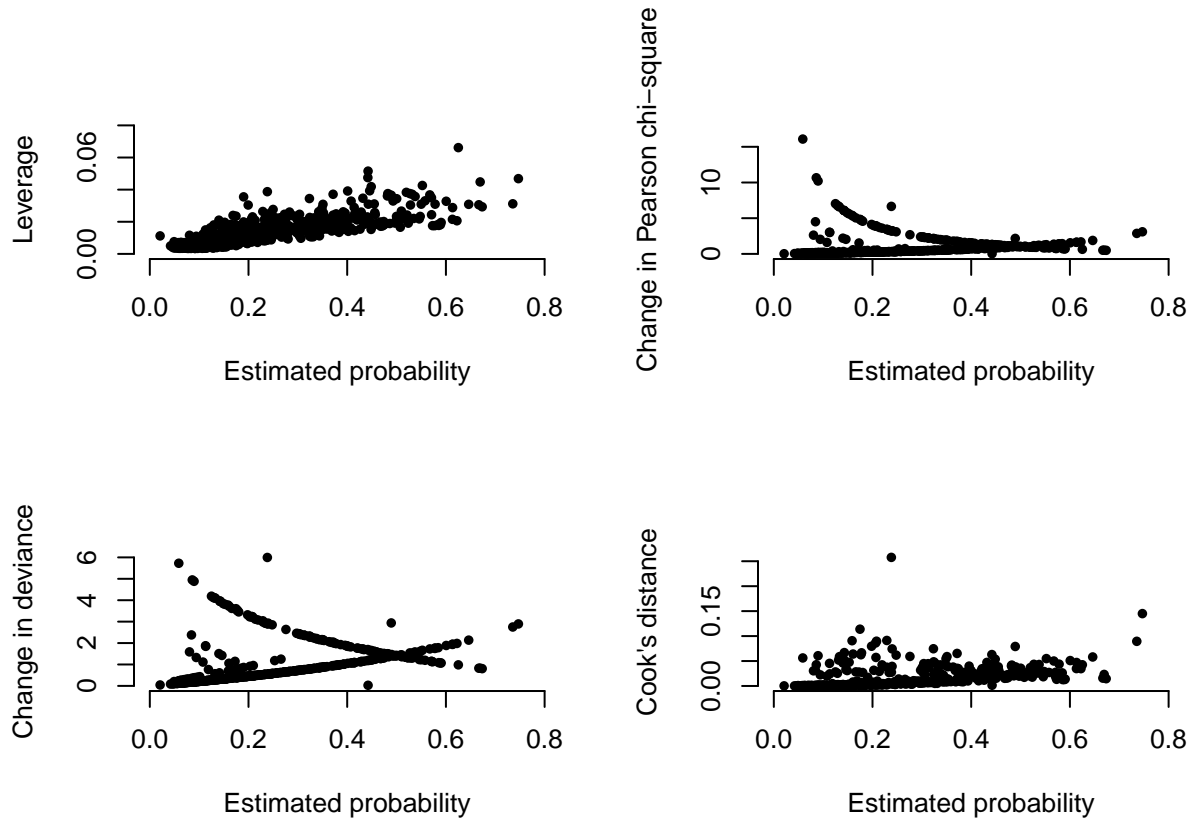 Leverage
0.06
0.00
0.0 0.2 0.4 0.6 0.8
Estimated probability
Change in Pearson chi−square
10
0
0.0 0.2 0.4 0.6 0.8
Estimated probability
Change in deviance
6
4
2
0
0.0 0.2 0.4 0.6 0.8
Estimated probability
Cook's distance
0.15
0.00
0.0 0.2 0.4 0.6 0.8
Estimated probability